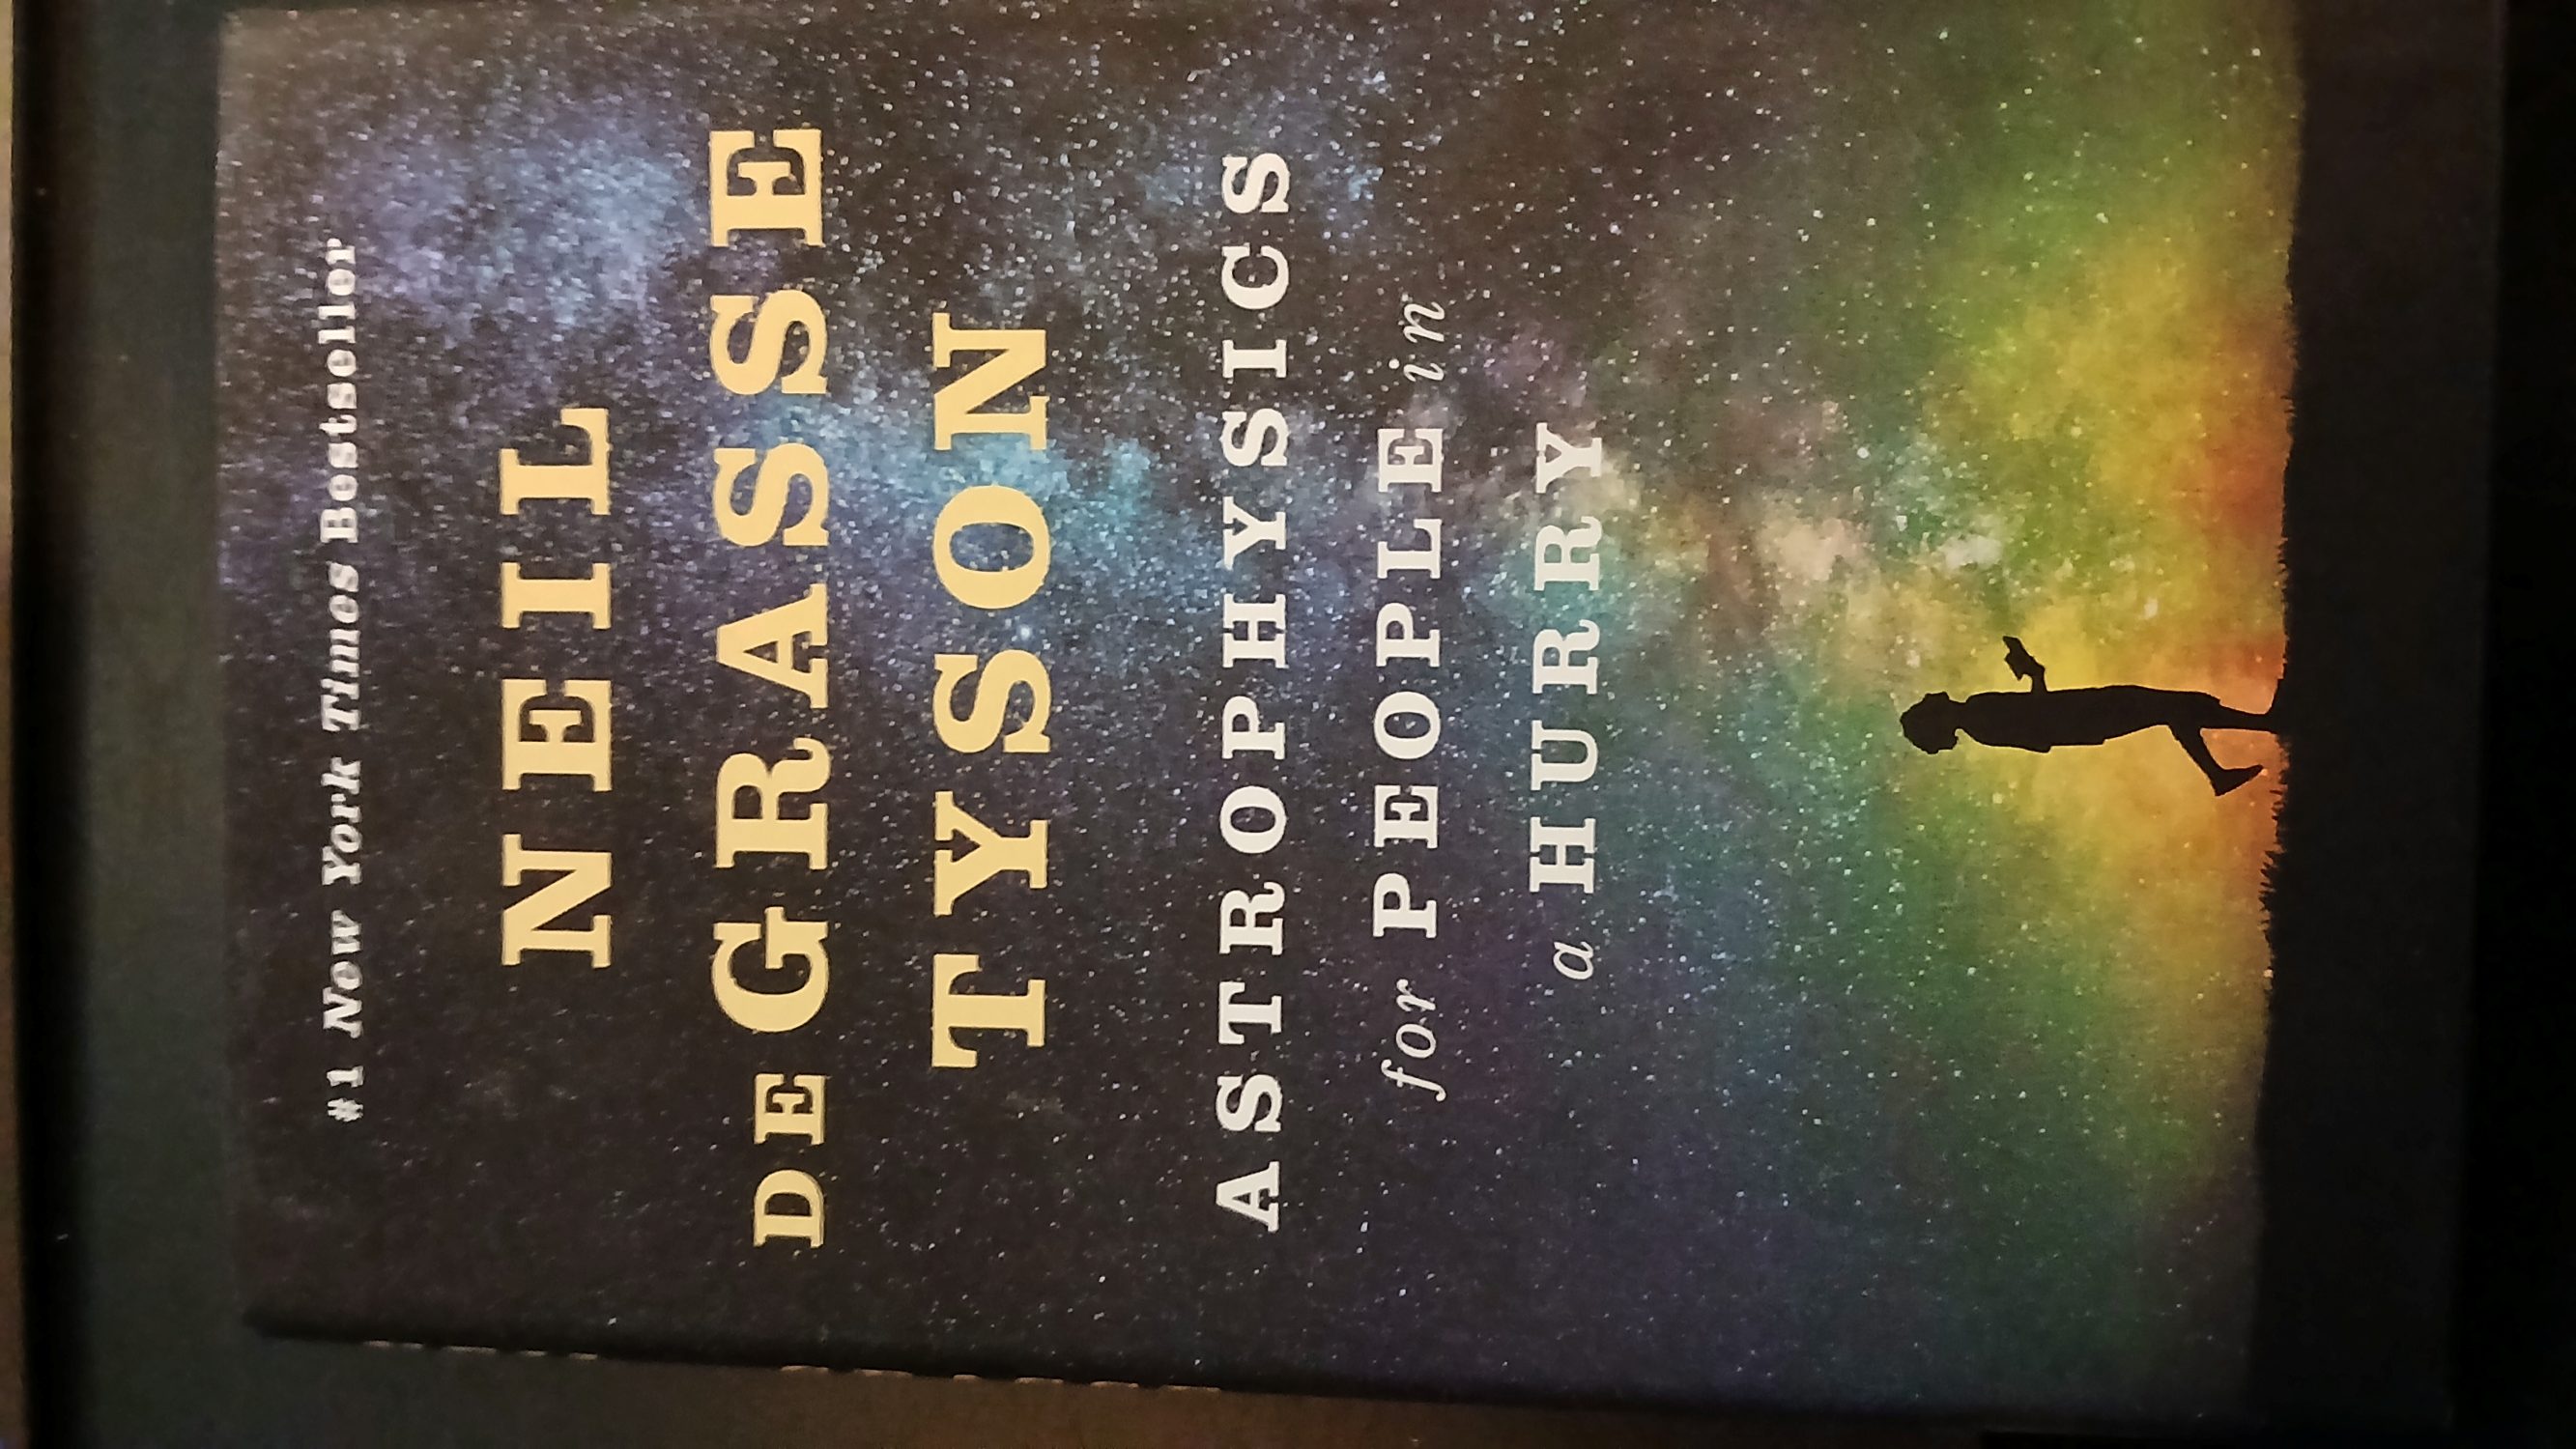 #1 New York Times Bestseller
NEIL
DEGRASSE
TYSON
ASTROPHYSICS
for PEOPLE in
a HURRY